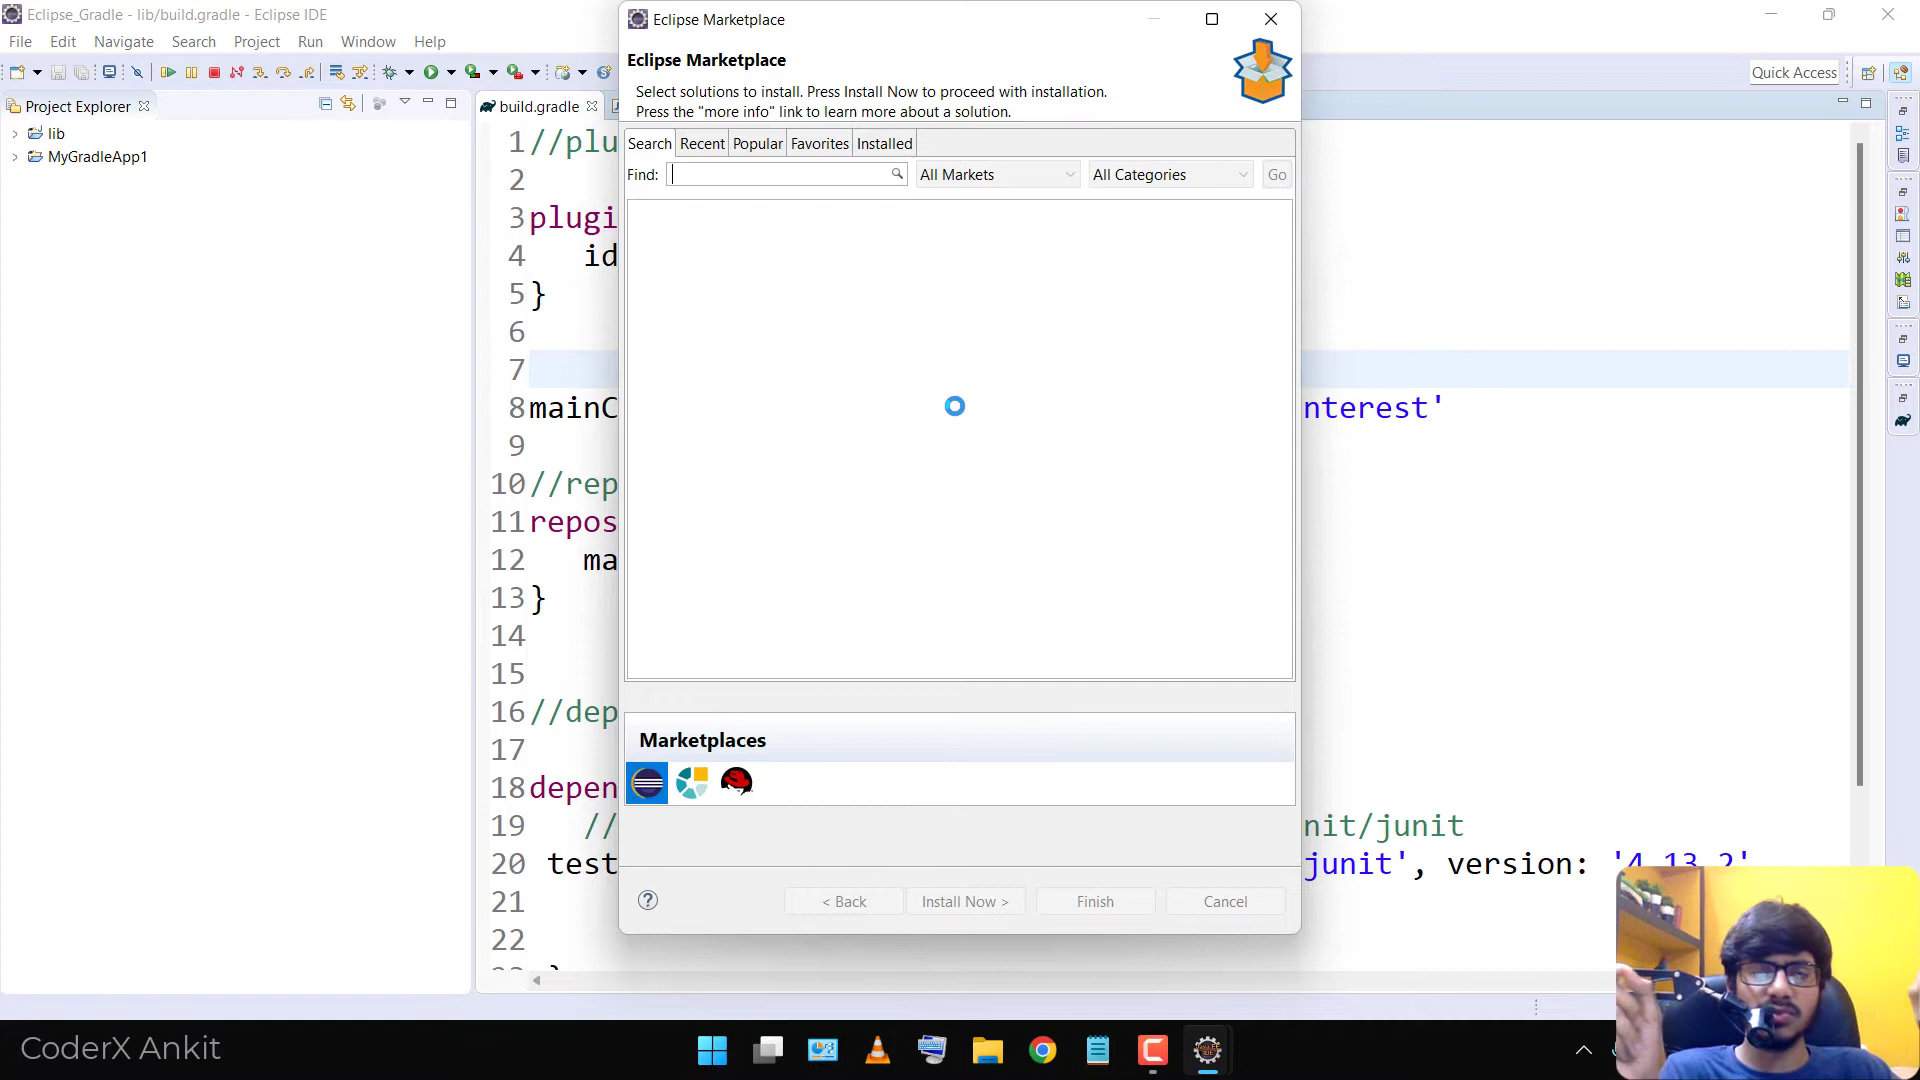 Eclipse_Gradle - lib/build.gradle - Eclipse IDE
File Edit Navigate Search Project Run Window Help
Quick Access
Project Explorer
lib
MyGradleApp1
build.gradle
1 //plu
2
3 plugi
4 id
5 }
6
7
8 mainC nterest'
9
10 //rep
11 repos
12 ma
13 }
14
15
16 //dep
17
18 depen
19 // nit/junit
20 test junit', version: '4.13.2'
21
22
}
Eclipse Marketplace
Eclipse Marketplace
Select solutions to install. Press Install Now to proceed with installation.
Press the "more info" link to learn more about a solution.
Search Recent Popular Favorites Installed
Find: All Markets All Categories Go
Marketplaces
< Back Install Now > Finish Cancel
CoderX Ankit